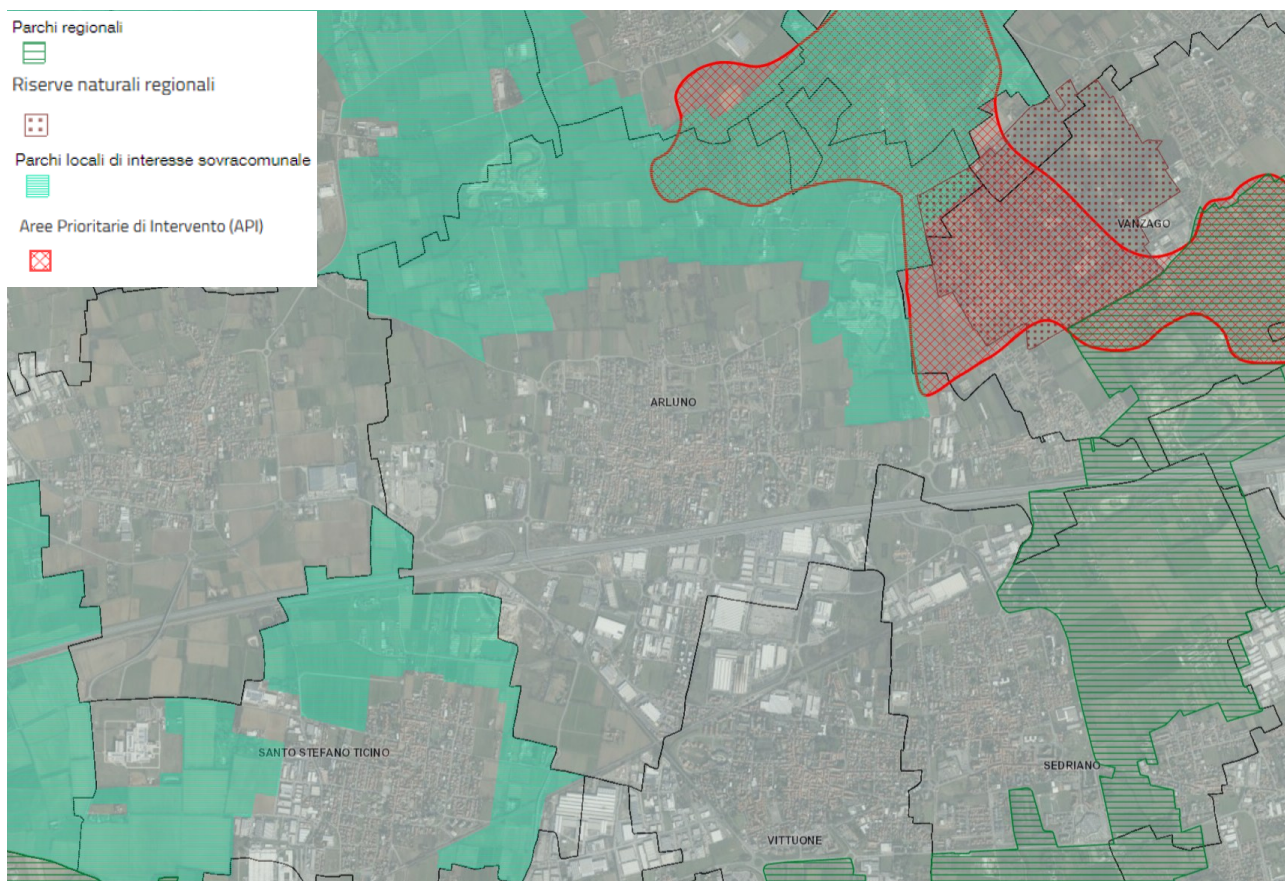 Parchi regionali
Riserve naturali regionali
Parchi locali di interesse sovracomunale
Aree Prioritarie di Intervento (API)
VANZAGO
ARLUNO
SANTO STEFANO TICINO
SEDRIANO
VITTUONE